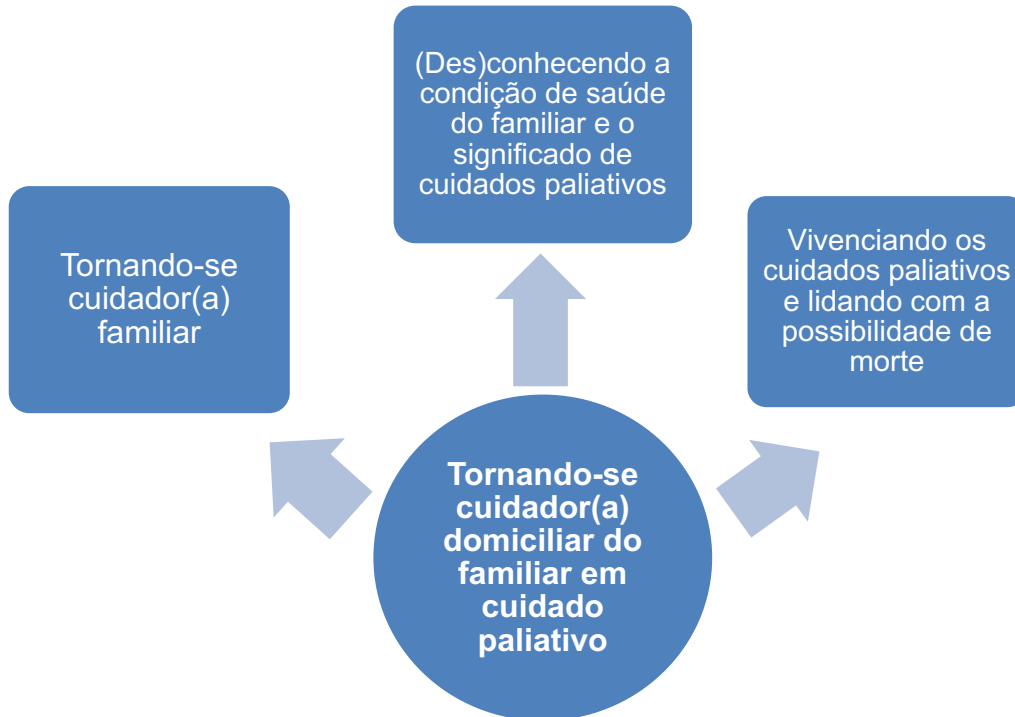 (Des)conhecendo a
condição de saúde
do familiar e o
significado de
cuidados paliativos
Tornando-se
cuidador(a)
familiar
Vivenciando os
cuidados paliativos
e lidando com a
possibilidade de
morte
Tornando-se
cuidador(a)
domiciliar do
familiar em
cuidado
paliativo